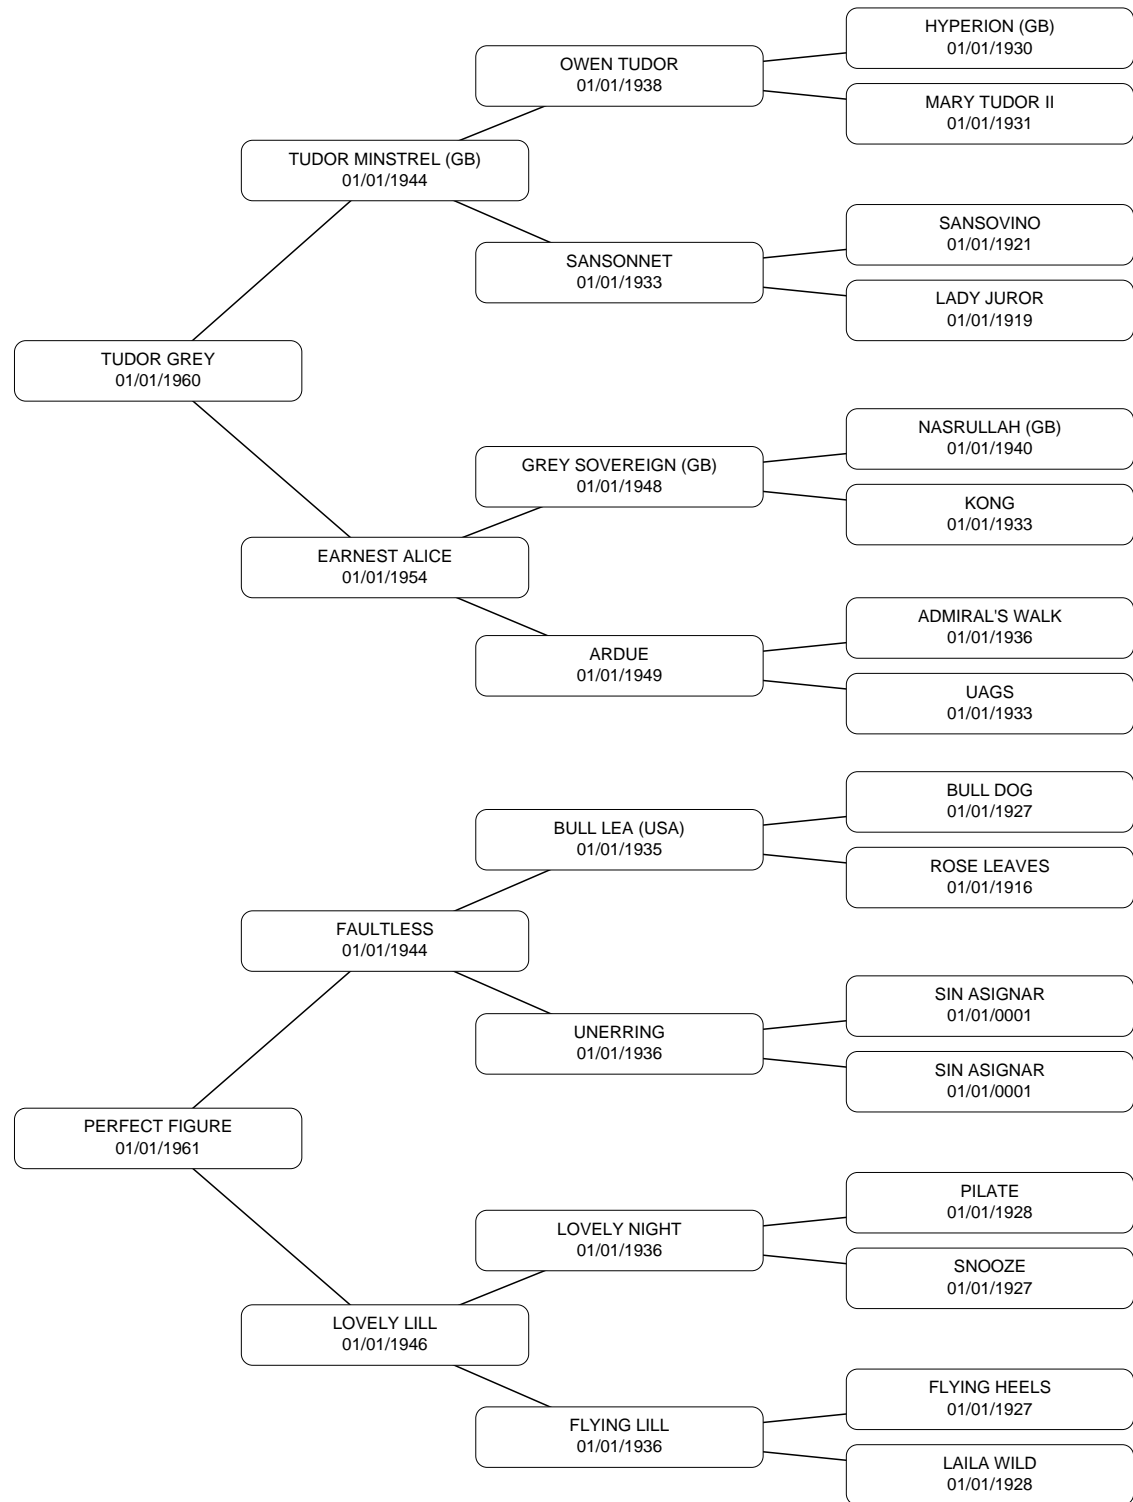 HYPERION (GB)
01/01/1930
OWEN TUDOR
01/01/1938
MARY TUDOR II
01/01/1931
TUDOR MINSTREL (GB)
01/01/1944
SANSOVINO
01/01/1921
SANSONNET
01/01/1933
LADY JUROR
01/01/1919
TUDOR GREY
01/01/1960
NASRULLAH (GB)
01/01/1940
GREY SOVEREIGN (GB)
01/01/1948
KONG
01/01/1933
EARNEST ALICE
01/01/1954
ADMIRAL'S WALK
01/01/1936
ARDUE
01/01/1949
UAGS
01/01/1933
BULL DOG
01/01/1927
BULL LEA (USA)
01/01/1935
ROSE LEAVES
01/01/1916
FAULTLESS
01/01/1944
SIN ASIGNAR
01/01/0001
UNERRING
01/01/1936
SIN ASIGNAR
01/01/0001
PERFECT FIGURE
01/01/1961
PILATE
01/01/1928
LOVELY NIGHT
01/01/1936
SNOOZE
01/01/1927
LOVELY LILL
01/01/1946
FLYING HEELS
01/01/1927
FLYING LILL
01/01/1936
LAILA WILD
01/01/1928